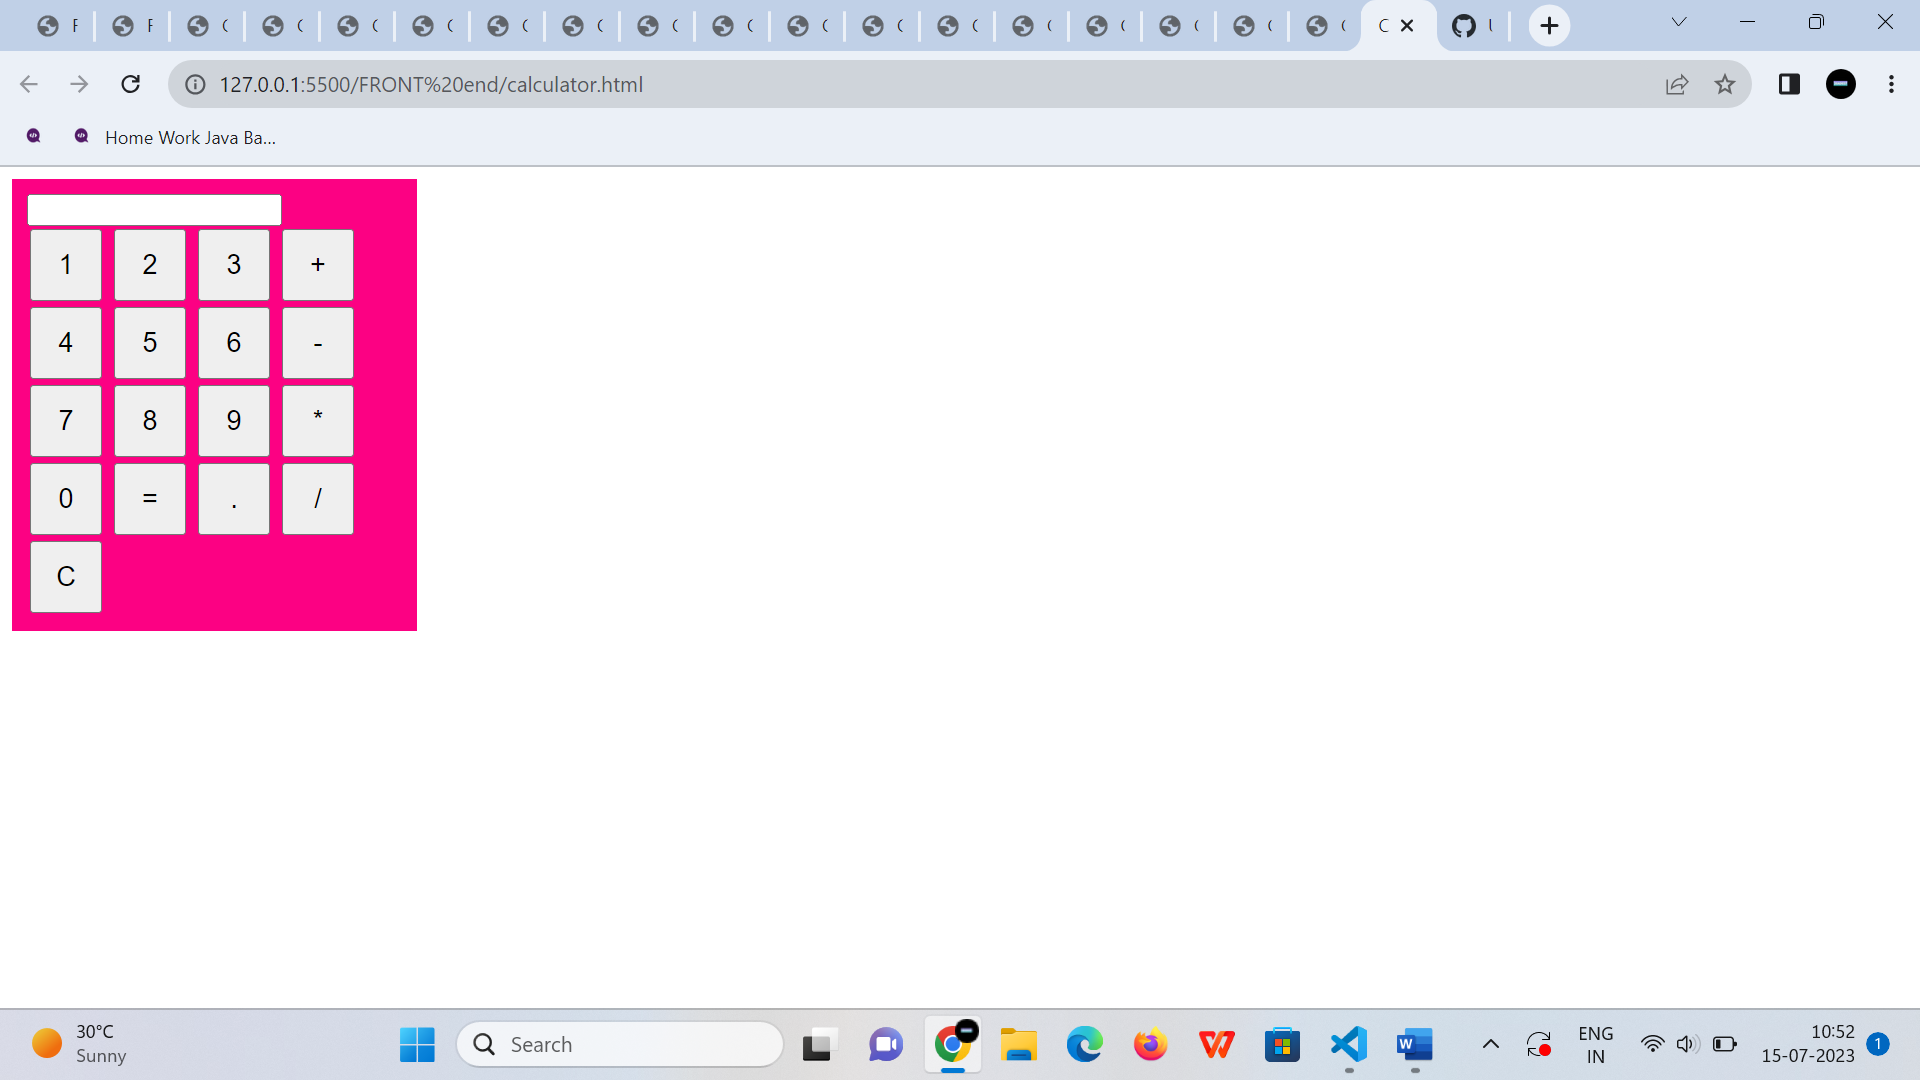 127.0.0.1:5500/FRONT%20end/calculator.html
Home Work Java Ba...
1 2 3 +
4 5 6 -
7 8 9 *
0 = . /
C
30°C
Sunny
Search
ENG
IN
10:52
15-07-2023
1